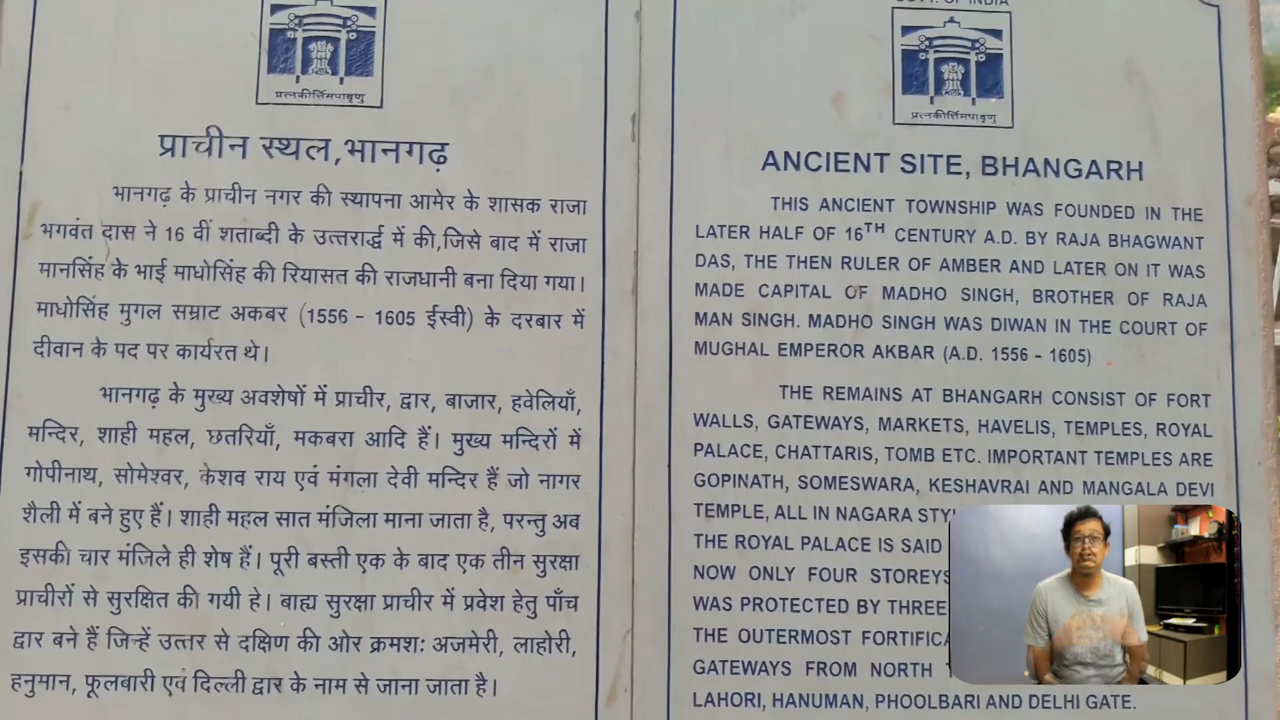 प्रत्नकीर्त्तिमपाबृणु
प्राचीन स्थल,भानगढ़
भानगढ़ के प्राचीन नगर की स्थापना आमेर के शासक राजा
भगवंत दास ने 16 वीं शताब्दी के उत्तरार्द्ध में की,जिसे बाद में राजा
मानसिंह के भाई माधोसिंह की रियासत की राजधानी बना दिया गया।
माधोसिंह मुगल सम्राट अकबर (1556 - 1605 ईस्वी) के दरबार में
दीवान के पद पर कार्यरत थे।
भानगढ़ के मुख्य अवशेषों में प्राचीर, द्वार, बाजार, हवेलियाँ,
मन्दिर, शाही महल, छतरियाँ, मकबरा आदि हैं। मुख्य मन्दिरों में
गोपीनाथ, सोमेश्वर, केशव राय एवं मंगला देवी मन्दिर हैं जो नागर
शैली में बने हुए हैं। शाही महल सात मंजिला माना जाता है, परन्तु अब
इसकी चार मंजिले ही शेष हैं। पूरी बस्ती एक के बाद एक तीन सुरक्षा
प्राचीरों से सुरक्षित की गयी हे। बाह्य सुरक्षा प्राचीर में प्रवेश हेतु पाँच
द्वार बने हैं जिन्हें उत्तर से दक्षिण की ओर क्रमशः अजमेरी, लाहोरी,
हनुमान, फूलबारी एवं दिल्ली द्वार के नाम से जाना जाता है।
GOVT. OF INDIA
प्रत्नकीर्त्तिमपाबृणु
ANCIENT SITE, BHANGARH
THIS ANCIENT TOWNSHIP WAS FOUNDED IN THE
LATER HALF OF 16TH CENTURY A.D. BY RAJA BHAGWANT
DAS, THE THEN RULER OF AMBER AND LATER ON IT WAS
MADE CAPITAL OF MADHO SINGH, BROTHER OF RAJA
MAN SINGH. MADHO SINGH WAS DIWAN IN THE COURT OF
MUGHAL EMPEROR AKBAR (A.D. 1556 - 1605)
THE REMAINS AT BHANGARH CONSIST OF FORT
WALLS, GATEWAYS, MARKETS, HAVELIS, TEMPLES, ROYAL
PALACE, CHATTARIS, TOMB ETC. IMPORTANT TEMPLES ARE
GOPINATH, SOMESWARA, KESHAVRAI AND MANGALA DEVI
TEMPLE, ALL IN NAGARA
THE ROYAL PALACE IS SAID
NOW ONLY FOUR STOREYS
WAS PROTECTED BY THREE
THE OUTERMOST
GATEWAYS FROM NORTH
LAHORI, HANUMAN, PHOOLBARI AND DELHI GATE.